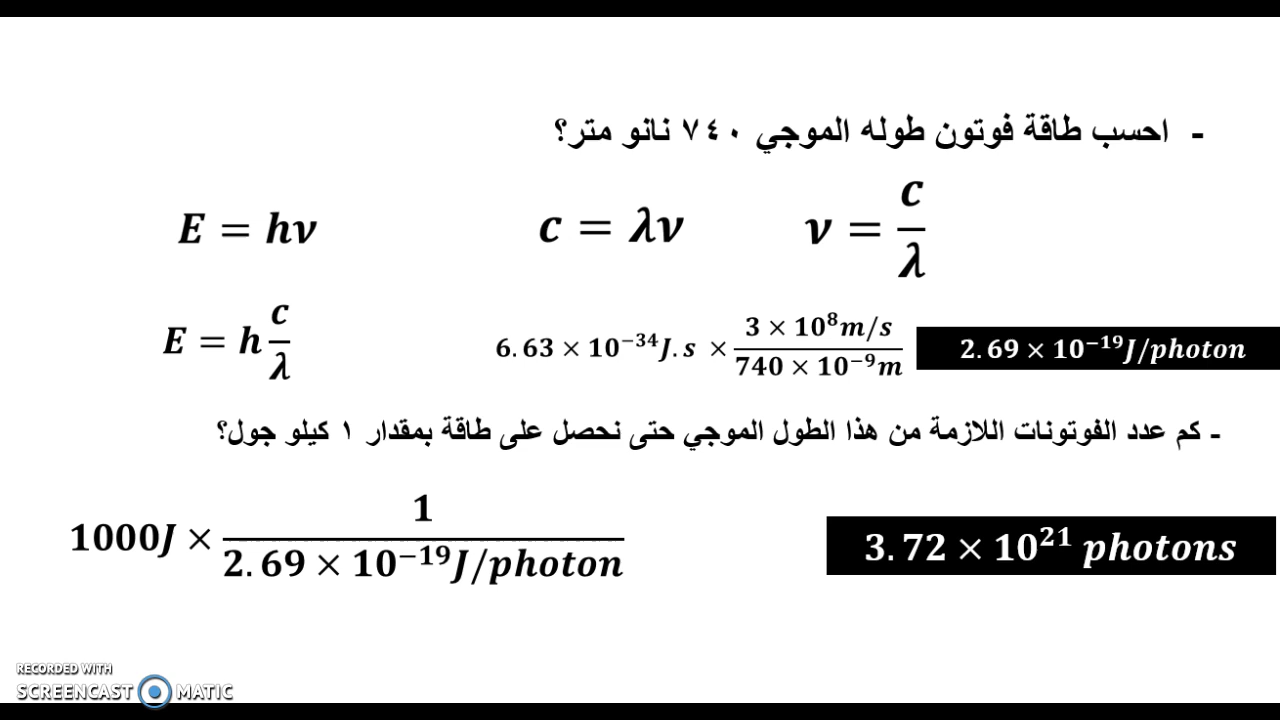 - احسب طاقة فوتون طوله الموجي ٧٤٠ نانو متر؟
E = hν c = λν ν = c/λ
E = h c/λ 6.63 × 10⁻³⁴J.s × 3 × 10⁸m/s / 740 × 10⁻⁹m 2.69 × 10⁻¹⁹J/photon
- كم عدد الفوتونات اللازمة من هذا الطول الموجي حتى نحصل على طاقة بمقدار ١ كيلو جول؟
1000J × 1 / 2.69 × 10⁻¹⁹J/photon 3.72 × 10²¹ photons
RECORDED WITH
SCREENCAST MATIC